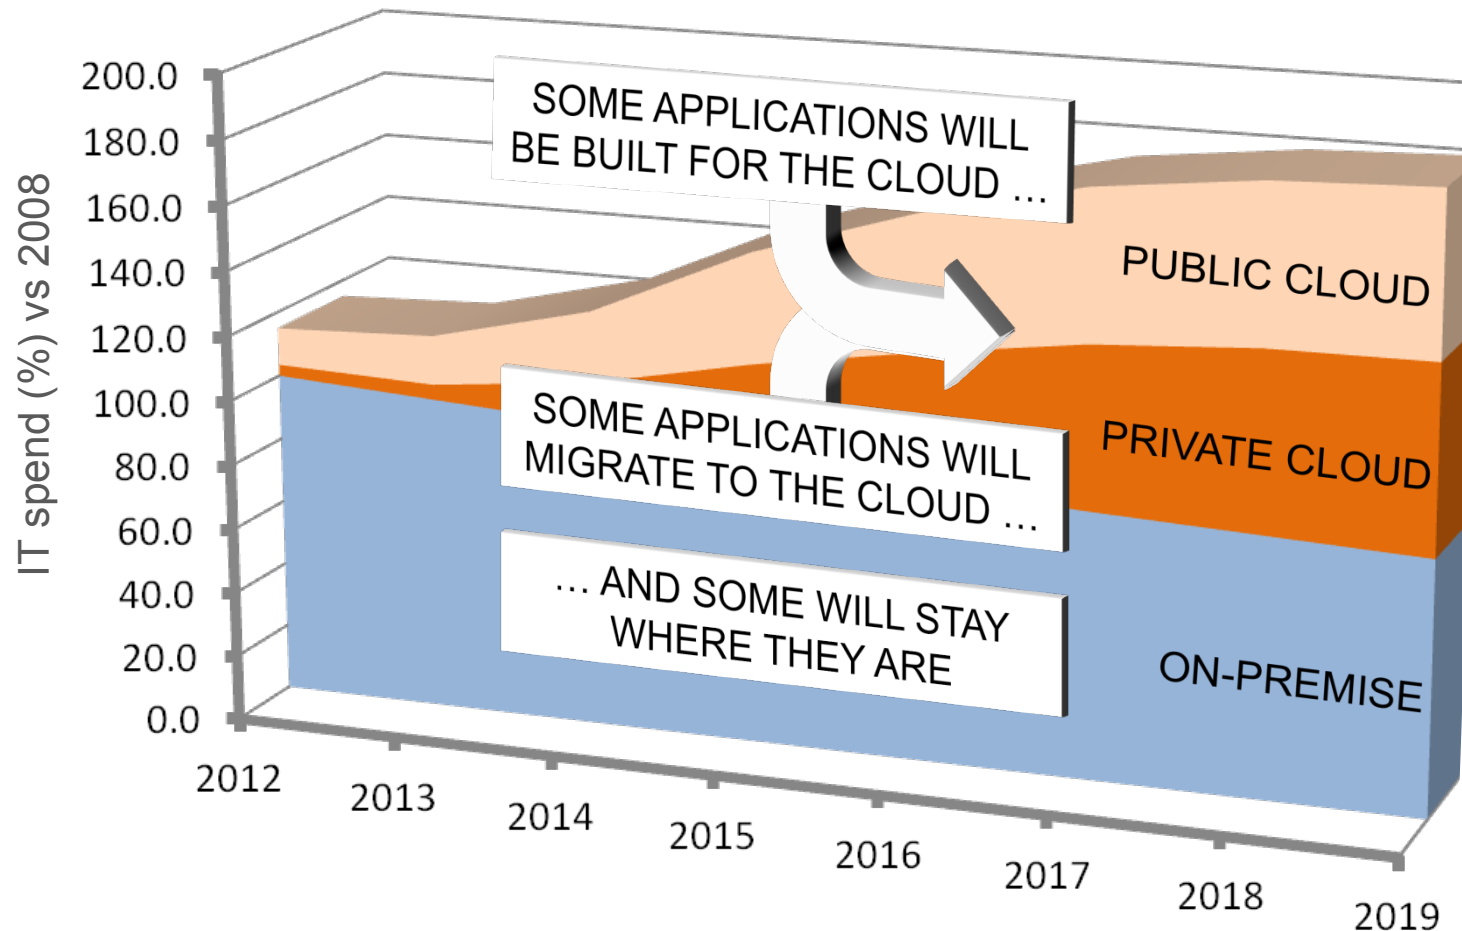 200.0
180.0
160.0
140.0
120.0
100.0
80.0
60.0
40.0
20.0
0.0
IT spend (%) vs 2008
SOME APPLICATIONS WILL
BE BUILT FOR THE CLOUD …
PUBLIC CLOUD
SOME APPLICATIONS WILL
MIGRATE TO THE CLOUD …
PRIVATE CLOUD
… AND SOME WILL STAY
WHERE THEY ARE
ON-PREMISE
2012
2013
2014
2015
2016
2017
2018
2019